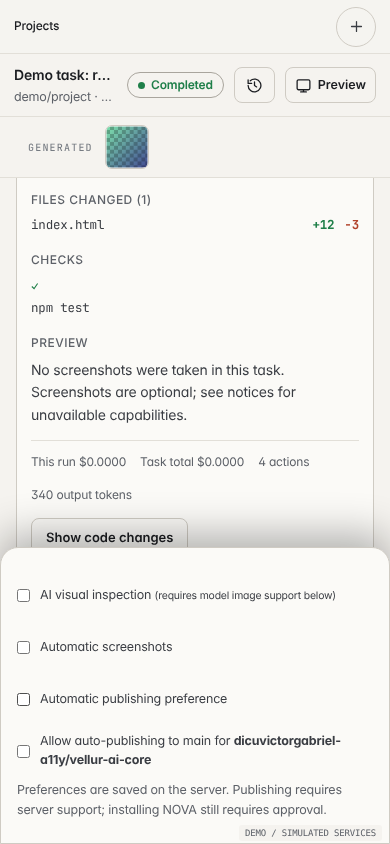 Projects
Demo task: r...
demo/project · ...
Completed
Preview
GENERATED
FILES CHANGED (1)
index.html +12 -3
CHECKS
✓
npm test
PREVIEW
No screenshots were taken in this task.
Screenshots are optional; see notices for
unavailable capabilities.
This run $0.0000 Task total $0.0000 4 actions
340 output tokens
Show code changes
AI visual inspection (requires model image support below)
Automatic screenshots
Automatic publishing preference
Allow auto-publishing to main for dicuvictorgabriel-
a11y/vellur-ai-core
Preferences are saved on the server. Publishing requires
server support; installing NOVA still requires approval.
DEMO / SIMULATED SERVICES